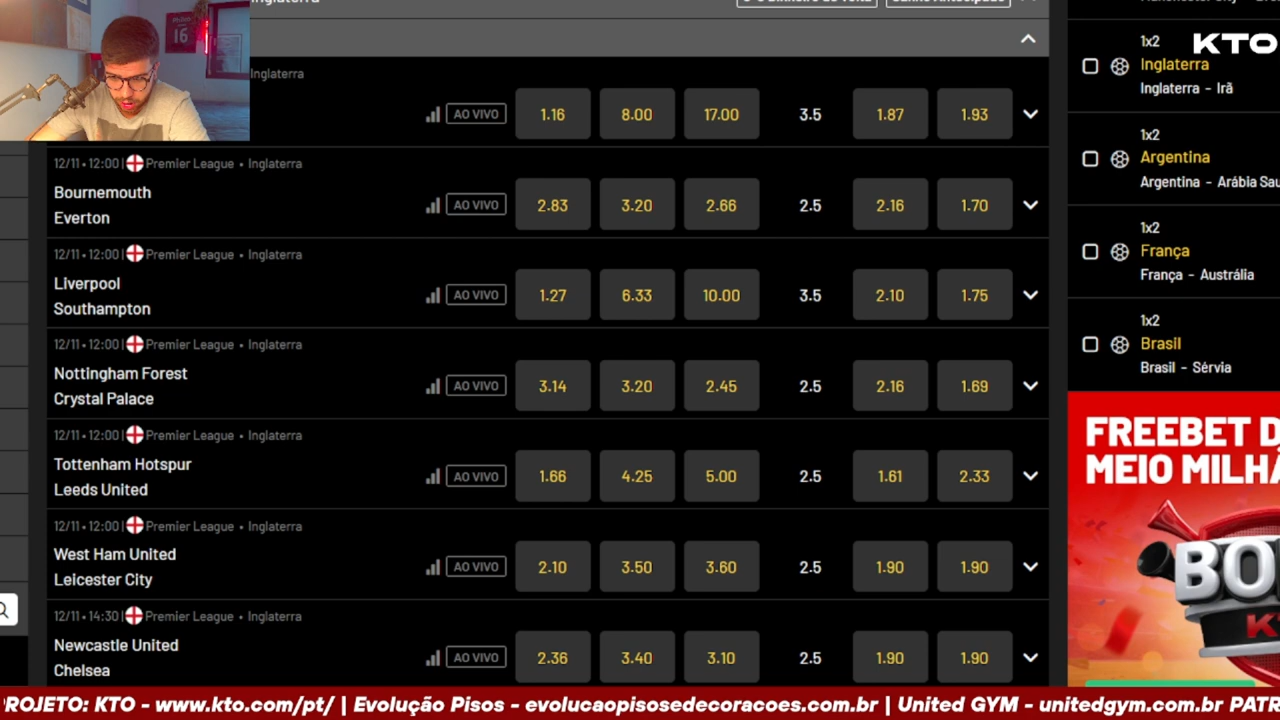 Inglaterra
16
Inglaterra
AO VIVO 1.16 8.00 17.00 3.5 1.87 1.93
12/11 • 12:00 | Premier League • Inglaterra
Bournemouth
Everton
AO VIVO 2.83 3.20 2.66 2.5 2.16 1.70
12/11 • 12:00 | Premier League • Inglaterra
Liverpool
Southampton
AO VIVO 1.27 6.33 10.00 3.5 2.10 1.75
12/11 • 12:00 | Premier League • Inglaterra
Nottingham Forest
Crystal Palace
AO VIVO 3.14 3.20 2.45 2.5 2.16 1.69
12/11 • 12:00 | Premier League • Inglaterra
Tottenham Hotspur
Leeds United
AO VIVO 1.66 4.25 5.00 2.5 1.61 2.33
12/11 • 12:00 | Premier League • Inglaterra
West Ham United
Leicester City
AO VIVO 2.10 3.50 3.60 2.5 1.90 1.90
12/11 • 14:30 | Premier League • Inglaterra
Newcastle United
Chelsea
AO VIVO 2.36 3.40 3.10 2.5 1.90 1.90
KTO
1x2
Inglaterra
Inglaterra - Irã
1x2
Argentina
Argentina - Arábia Sau
1x2
França
França - Austrália
1x2
Brasil
Brasil - Sérvia
FREEBET D
MEIO MILHÃ
BO
K
ROJETO: KTO - www.kto.com/pt/ | Evolução Pisos - evolucaopisosedecoracoes.com.br | United GYM - unitedgym.com.br PATR